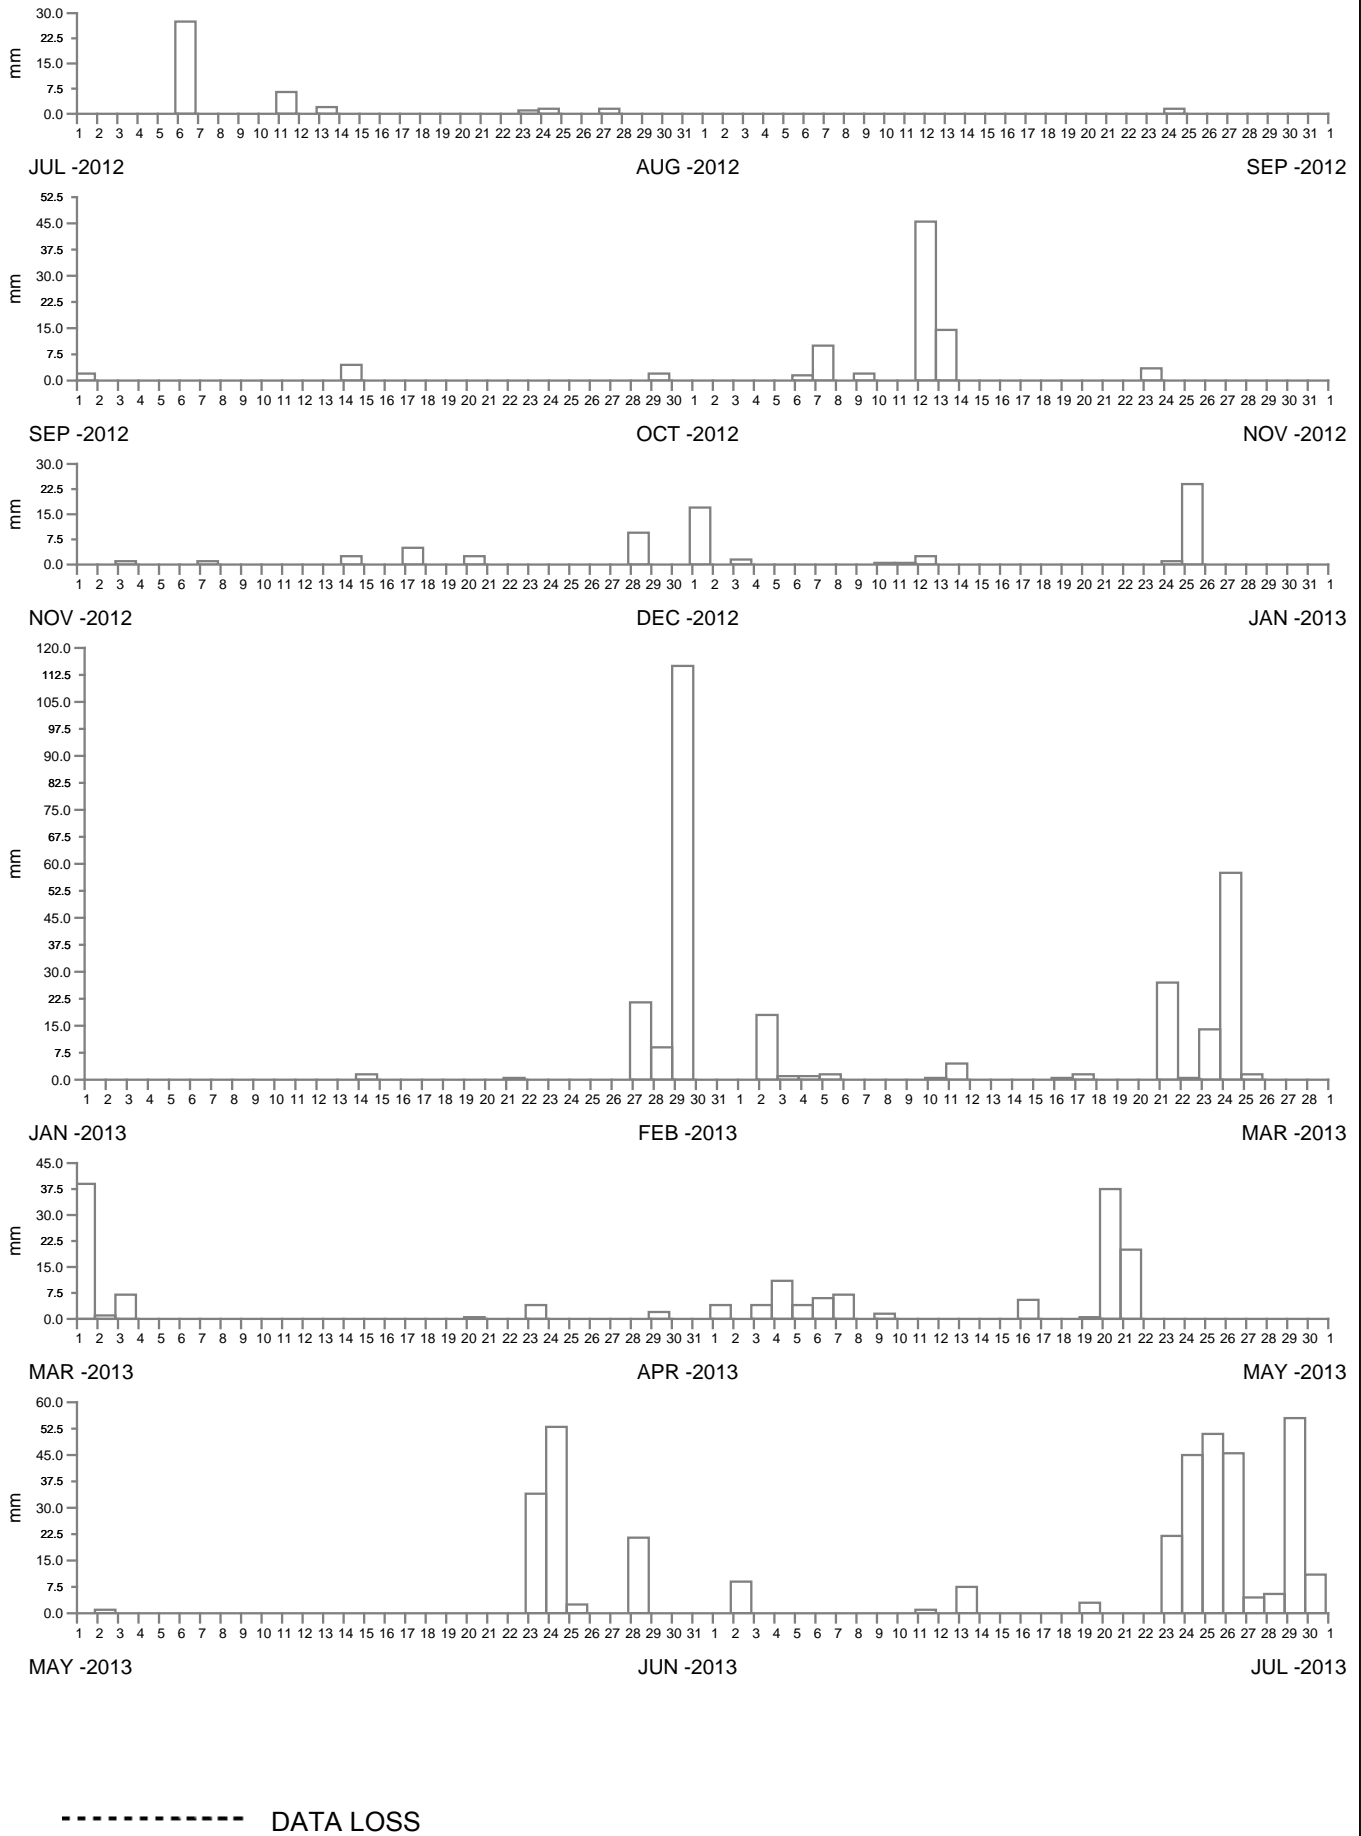 30.0
22.5
mm
15.0
7.5
0.0
1 2 3 4 5 6 7 8 9 10 11 12 13 14 15 16 17 18 19 20 21 22 23 24 25 26 27 28 29 30 31 1 2 3 4 5 6 7 8 9 10 11 12 13 14 15 16 17 18 19 20 21 22 23 24 25 26 27 28 29 30 31 1
JUL -2012 AUG -2012 SEP -2012
52.5
45.0
37.5
30.0
mm
22.5
15.0
7.5
0.0
1 2 3 4 5 6 7 8 9 10 11 12 13 14 15 16 17 18 19 20 21 22 23 24 25 26 27 28 29 30 1 2 3 4 5 6 7 8 9 10 11 12 13 14 15 16 17 18 19 20 21 22 23 24 25 26 27 28 29 30 31 1
SEP -2012 OCT -2012 NOV -2012
30.0
22.5
mm
15.0
7.5
0.0
1 2 3 4 5 6 7 8 9 10 11 12 13 14 15 16 17 18 19 20 21 22 23 24 25 26 27 28 29 30 1 2 3 4 5 6 7 8 9 10 11 12 13 14 15 16 17 18 19 20 21 22 23 24 25 26 27 28 29 30 31 1
NOV -2012 DEC -2012 JAN -2013
120.0
112.5
105.0
97.5
90.0
82.5
75.0
67.5
60.0
mm
52.5
45.0
37.5
30.0
22.5
15.0
7.5
0.0
1 2 3 4 5 6 7 8 9 10 11 12 13 14 15 16 17 18 19 20 21 22 23 24 25 26 27 28 29 30 31 1 2 3 4 5 6 7 8 9 10 11 12 13 14 15 16 17 18 19 20 21 22 23 24 25 26 27 28 1
JAN -2013 FEB -2013 MAR -2013
45.0
37.5
30.0
mm
22.5
15.0
7.5
0.0
1 2 3 4 5 6 7 8 9 10 11 12 13 14 15 16 17 18 19 20 21 22 23 24 25 26 27 28 29 30 31 1 2 3 4 5 6 7 8 9 10 11 12 13 14 15 16 17 18 19 20 21 22 23 24 25 26 27 28 29 30 1
MAR -2013 APR -2013 MAY -2013
60.0
52.5
45.0
37.5
30.0
mm
22.5
15.0
7.5
0.0
1 2 3 4 5 6 7 8 9 10 11 12 13 14 15 16 17 18 19 20 21 22 23 24 25 26 27 28 29 30 31 1 2 3 4 5 6 7 8 9 10 11 12 13 14 15 16 17 18 19 20 21 22 23 24 25 26 27 28 29 30 1
MAY -2013 JUN -2013 JUL -2013
DATA LOSS